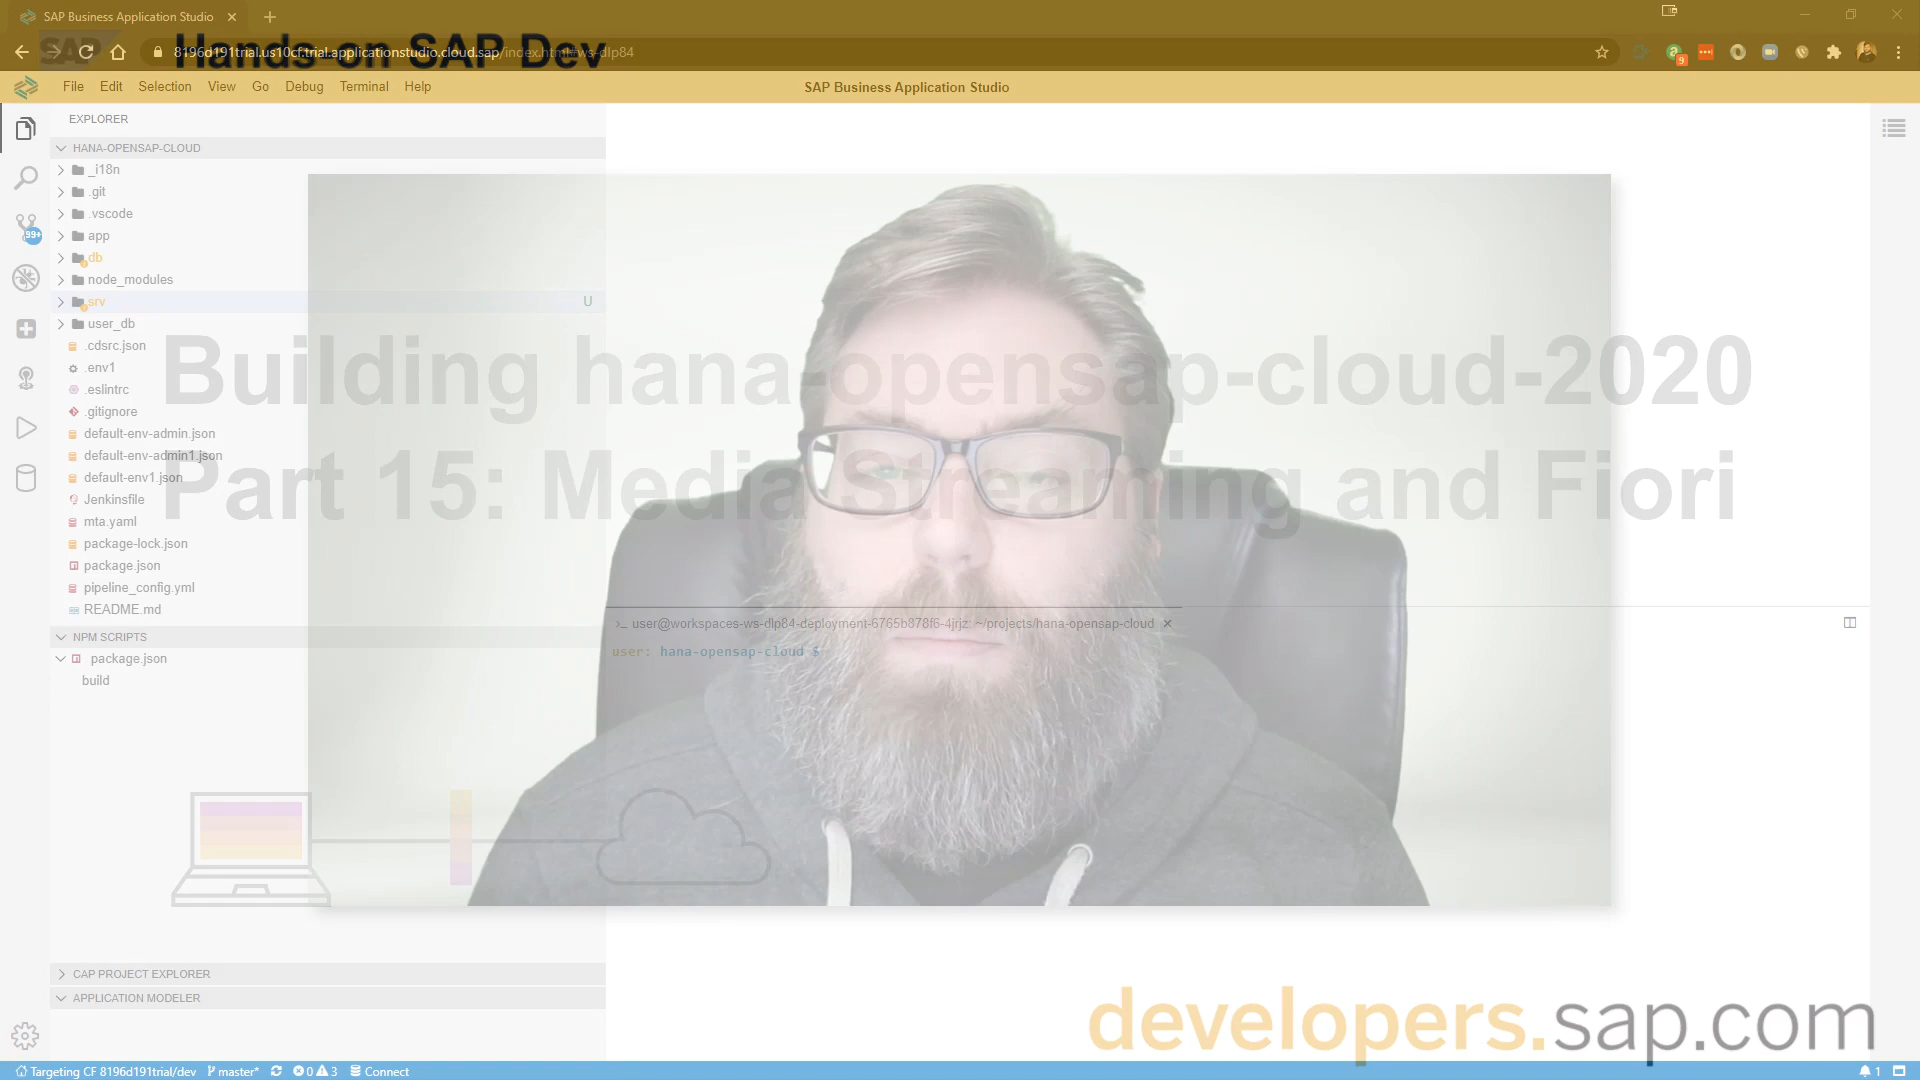 SAP Business Application Studio
SAP
Hands-on SAP Dev
8196d191trial.us10cf.trial.applicationstudio.cloud.sap/index.html#ws-dlp84
9
File Edit Selection View Go Debug Terminal Help
SAP Business Application Studio
EXPLORER
HANA-OPENSAP-CLOUD
_i18n
.git
.vscode
99+
app
db
node_modules
srv U
user_db
.cdsrc.json
.env1
.eslintrc
.gitignore
default-env-admin.json
default-env-admin1.json
default-env1.json
Jenkinsfile
mta.yaml
package-lock.json
package.json
pipeline_config.yml
README.md
Building hana-opensap-cloud-2020
Part 15: Media Streaming and Fiori
NPM SCRIPTS
package.json
build
>_ user@workspaces-ws-dlp84-deployment-6765b878f6-4jrjz: ~/projects/hana-opensap-cloud
user: hana-opensap-cloud $
CAP PROJECT EXPLORER
APPLICATION MODELER
developers.sap.com
Targeting CF 8196d191trial/dev master* 0 3 Connect 1